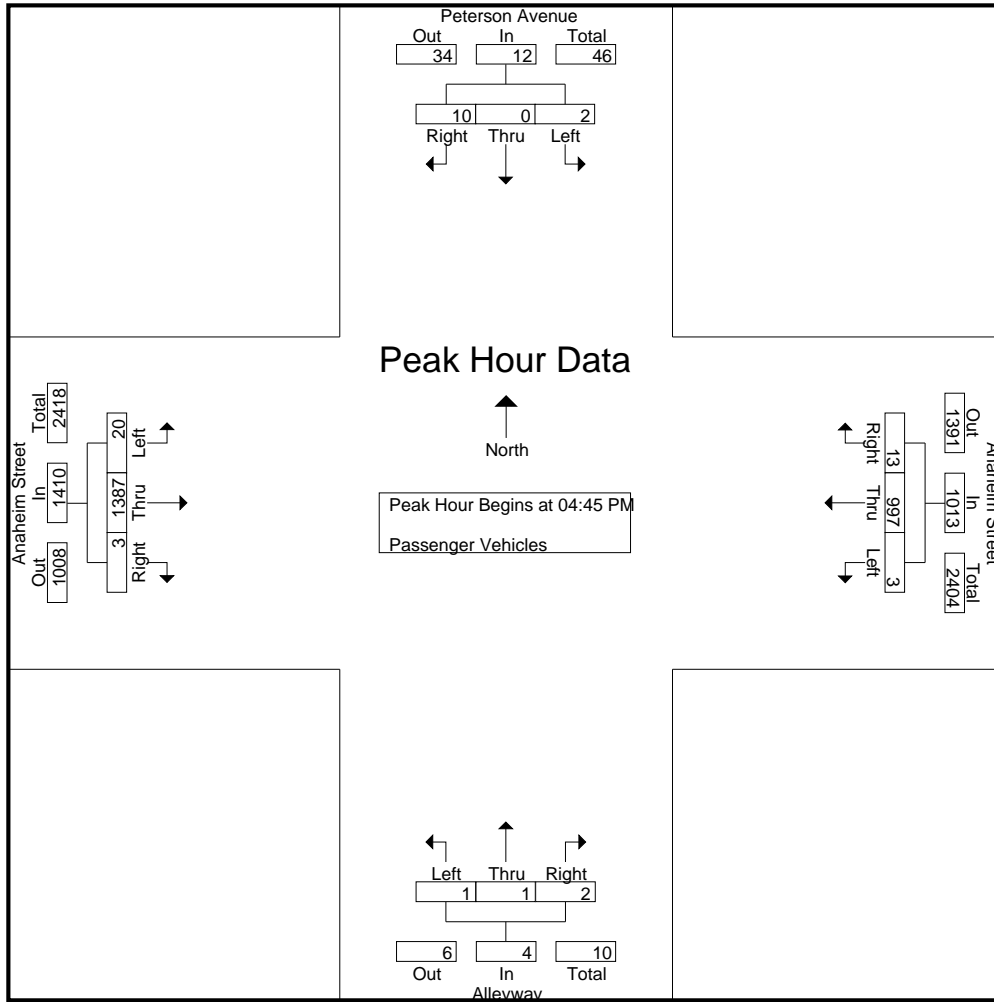 Peterson Avenue
Out In Total
34 12 46
10 0 2
Right Thru Left
Peak Hour Data
North
Peak Hour Begins at 04:45 PM
Passenger Vehicles
Anaheim Street
Total In Out
2418 1410 1008
20 1387 3
Left Thru Right
Anaheim Street
Out In Total
1391 1013 2404
13 997 3
Right Thru Left
Left Thru Right
1 1 2
6 4 10
Out In Total
Alleyway